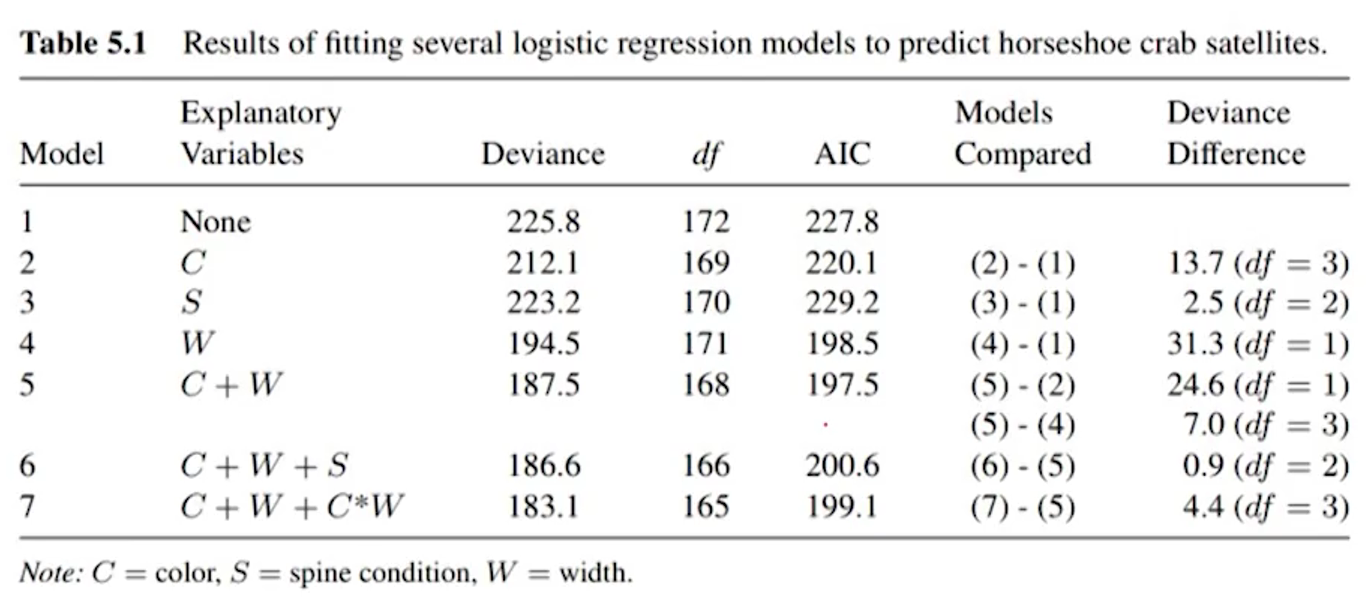 Table 5.1 Results of fitting several logistic regression models to predict horseshoe crab satellites.
Explanatory Models Deviance
Model Variables Deviance df AIC Compared Difference
1 None 225.8 172 227.8
2 C 212.1 169 220.1 (2) - (1) 13.7 (df = 3)
3 S 223.2 170 229.2 (3) - (1) 2.5 (df = 2)
4 W 194.5 171 198.5 (4) - (1) 31.3 (df = 1)
5 C + W 187.5 168 197.5 (5) - (2) 24.6 (df = 1)
(5) - (4) 7.0 (df = 3)
6 C + W + S 186.6 166 200.6 (6) - (5) 0.9 (df = 2)
7 C + W + C*W 183.1 165 199.1 (7) - (5) 4.4 (df = 3)
Note: C = color, S = spine condition, W = width.